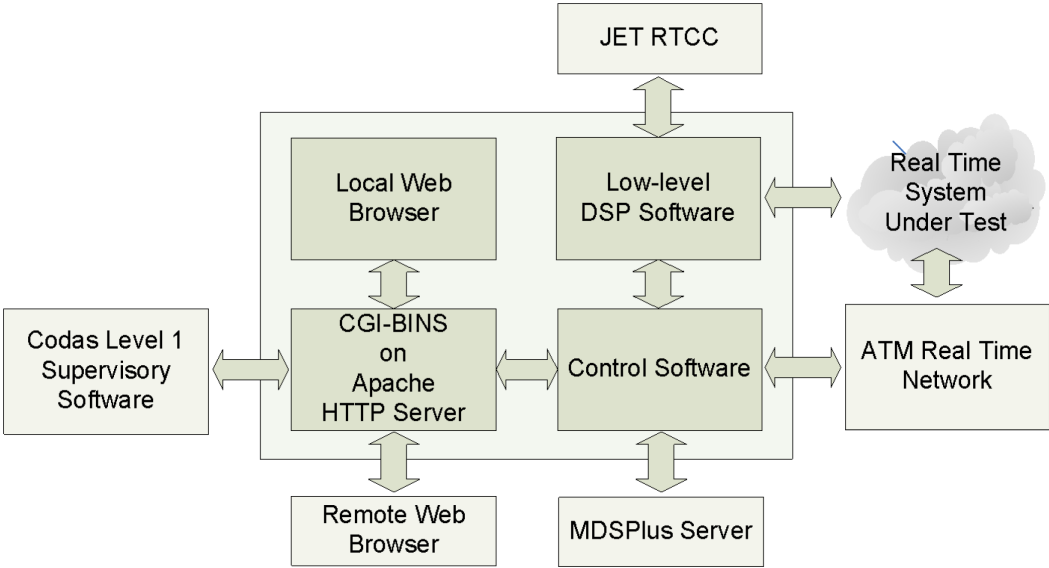 JET RTCC
Local Web
Browser
Low-level
DSP Software
Real Time
System
Under Test
Codas Level 1
Supervisory
Software
CGI-BINS
on
Apache
HTTP Server
Control Software
ATM Real Time
Network
Remote Web
Browser
MDSPlus Server